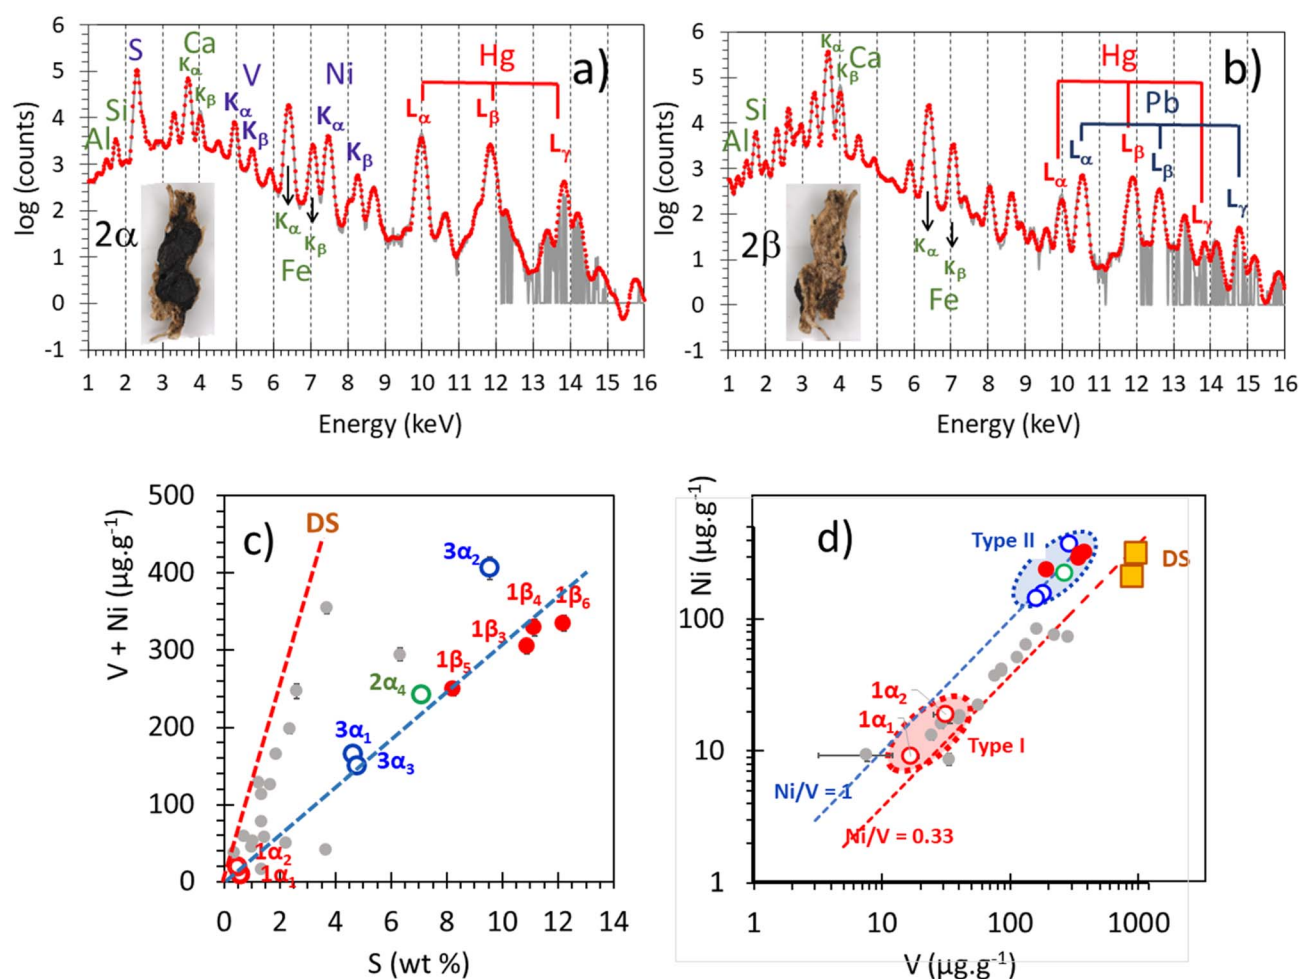 a)
S
Ca
Kα
Kβ
Si
Al
V
Kα
Kβ
Ni
Kα
Kβ
Hg
Lα
Lβ
Lγ
Kα
Kβ
Fe
2α
log (counts)
6
5
4
3
2
1
0
-1
1 2 3 4 5 6 7 8 9 10 11 12 13 14 15 16
Energy (keV)
b)
Kα
Kβ
Ca
Si
Al
Hg
Pb
Lα
Lα
Lβ
Lβ
Lγ
Lγ
Kα
Kβ
Fe
2β
log (counts)
6
5
4
3
2
1
0
-1
1 2 3 4 5 6 7 8 9 10 11 12 13 14 15 16
Energy (keV)
c)
DS
3α₂
1β₄
1β₆
1β₃
1β₅
2α₄
3α₁
3α₃
1α₂
1α₁
V + Ni (μg.g⁻¹)
500
400
300
200
100
0
0 2 4 6 8 10 12 14
S (wt %)
d)
Type II
DS
1α₂
1α₁
Type I
Ni/V = 1
Ni/V = 0.33
Ni (μg.g⁻¹)
100
10
1
1 10 100 1000
V (μg.g⁻¹)